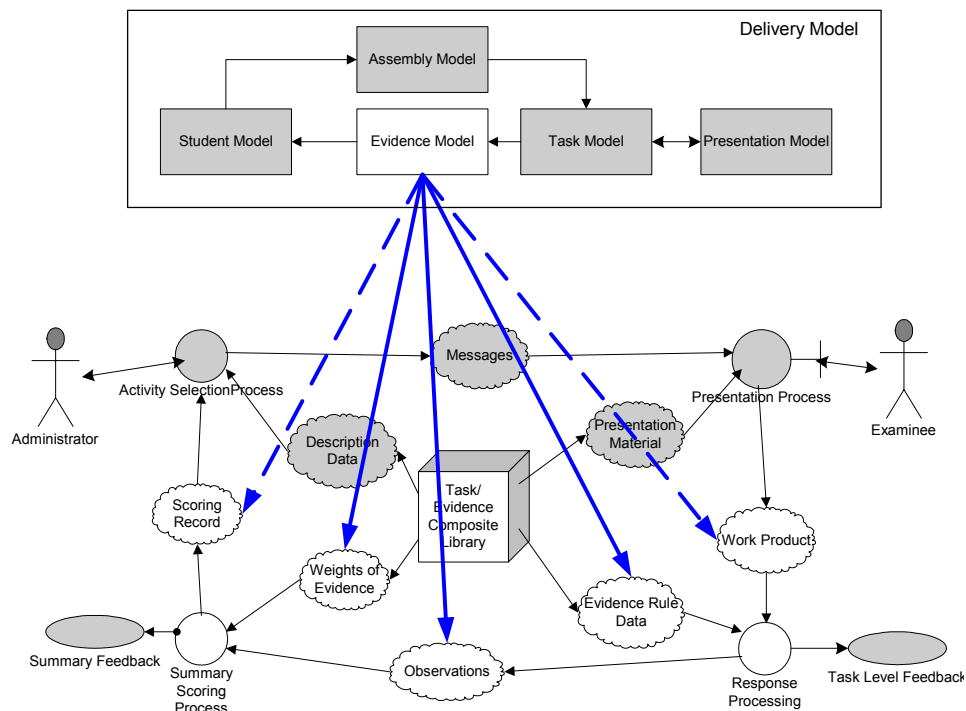 Delivery Model
Assembly Model
Student Model
Evidence Model
Task Model
Presentation Model
Messages
Activity SelectionProcess
Presentation Process
Administrator
Examinee
Description
Data
Presentation
Material
Task/
Evidence
Composite
Library
Scoring
Record
Work Product
Weights of
Evidence
Evidence Rule
Data
Summary Feedback
Summary
Scoring
Process
Observations
Response
Processing
Task Level Feedback